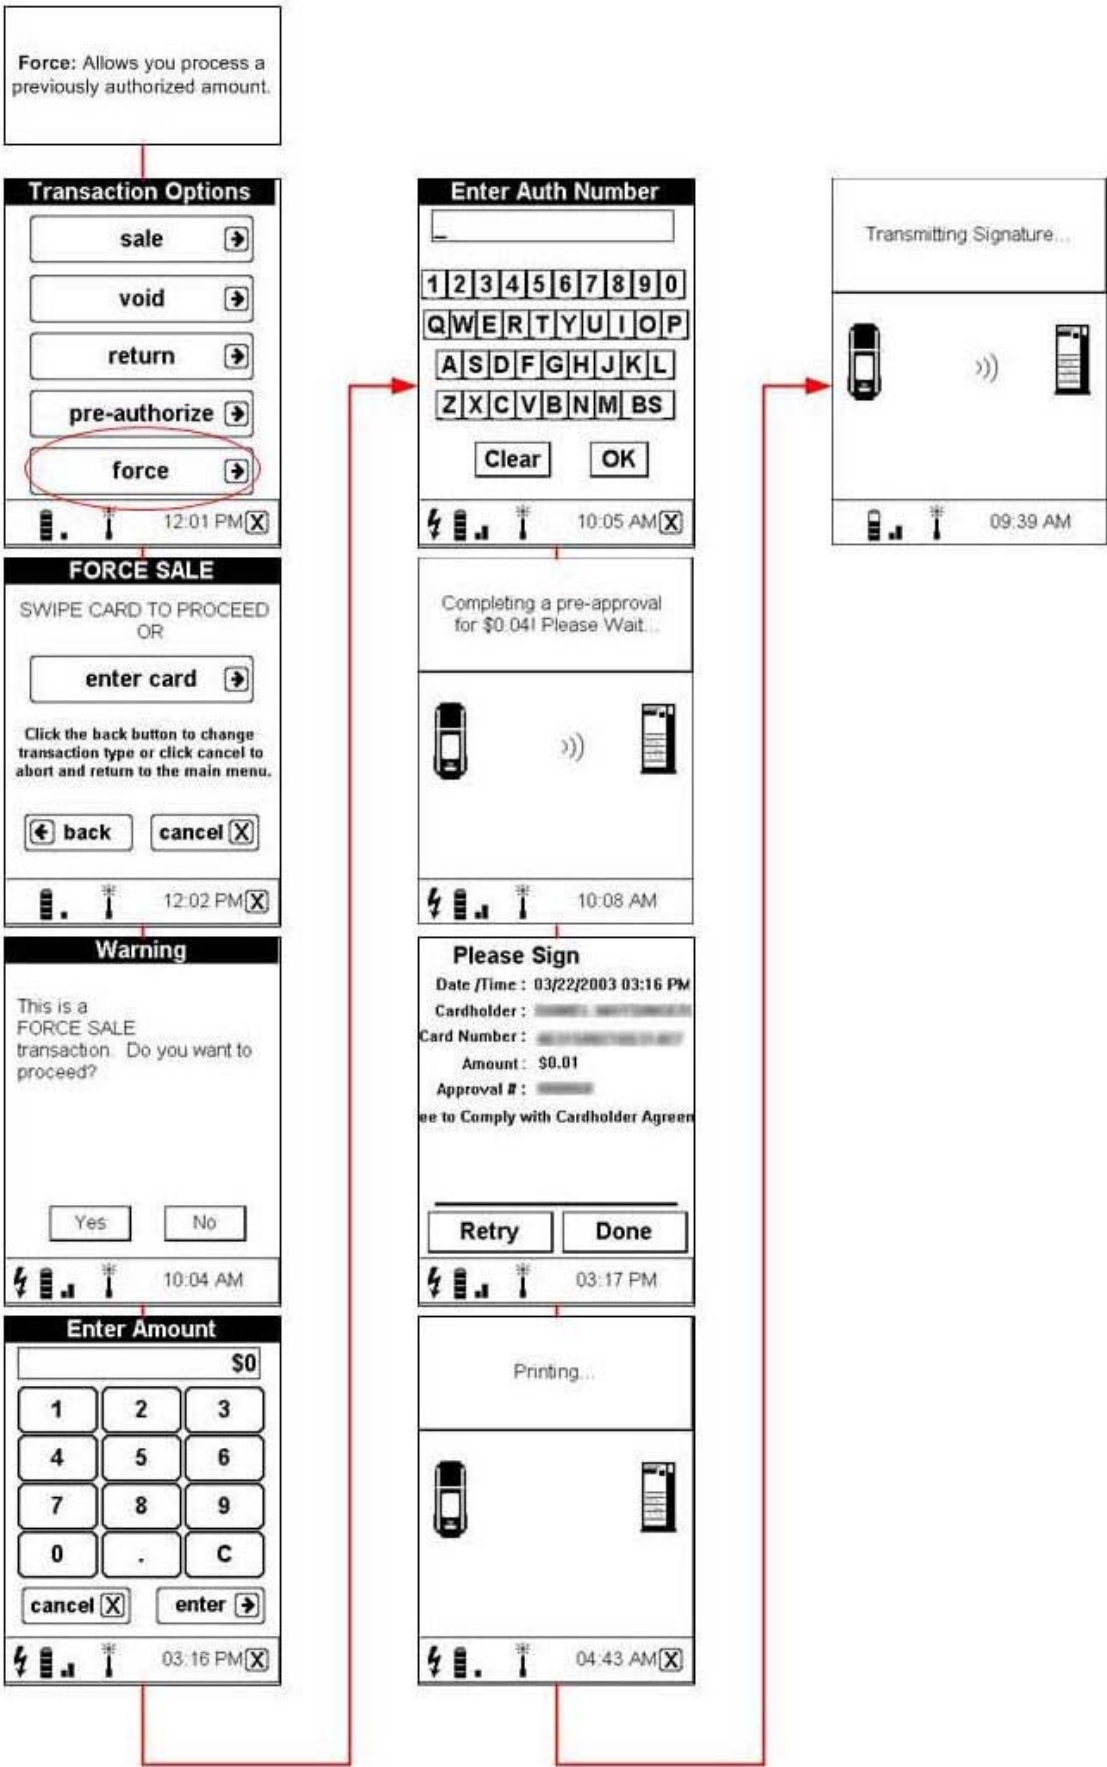 Force: Allows you process a
previously authorized amount.
Transaction Options
sale
void
return
pre-authorize
force
12:01 PM X
FORCE SALE
SWIPE CARD TO PROCEED
OR
enter card
Click the back button to change
transaction type or click cancel to
abort and return to the main menu.
back cancel X
12:02 PM X
Warning
This is a
FORCE SALE
transaction. Do you want to
proceed?
Yes No
10:04 AM
Enter Amount
$0
1 2 3
4 5 6
7 8 9
0 . C
cancel X enter
03:16 PM X
Enter Auth Number
_
1 2 3 4 5 6 7 8 9 0
Q W E R T Y U I O P
A S D F G H J K L
Z X C V B N M BS
Clear OK
10:05 AM X
Completing a pre-approval
for $0.04! Please Wait...
10:08 AM
Please Sign
Date /Time : 03/22/2003 03:16 PM
Cardholder :
Card Number :
Amount : $0.01
Approval # :
ee to Comply with Cardholder Agreen
Retry Done
03:17 PM
Printing...
04:43 AM X
Transmitting Signature...
09:39 AM